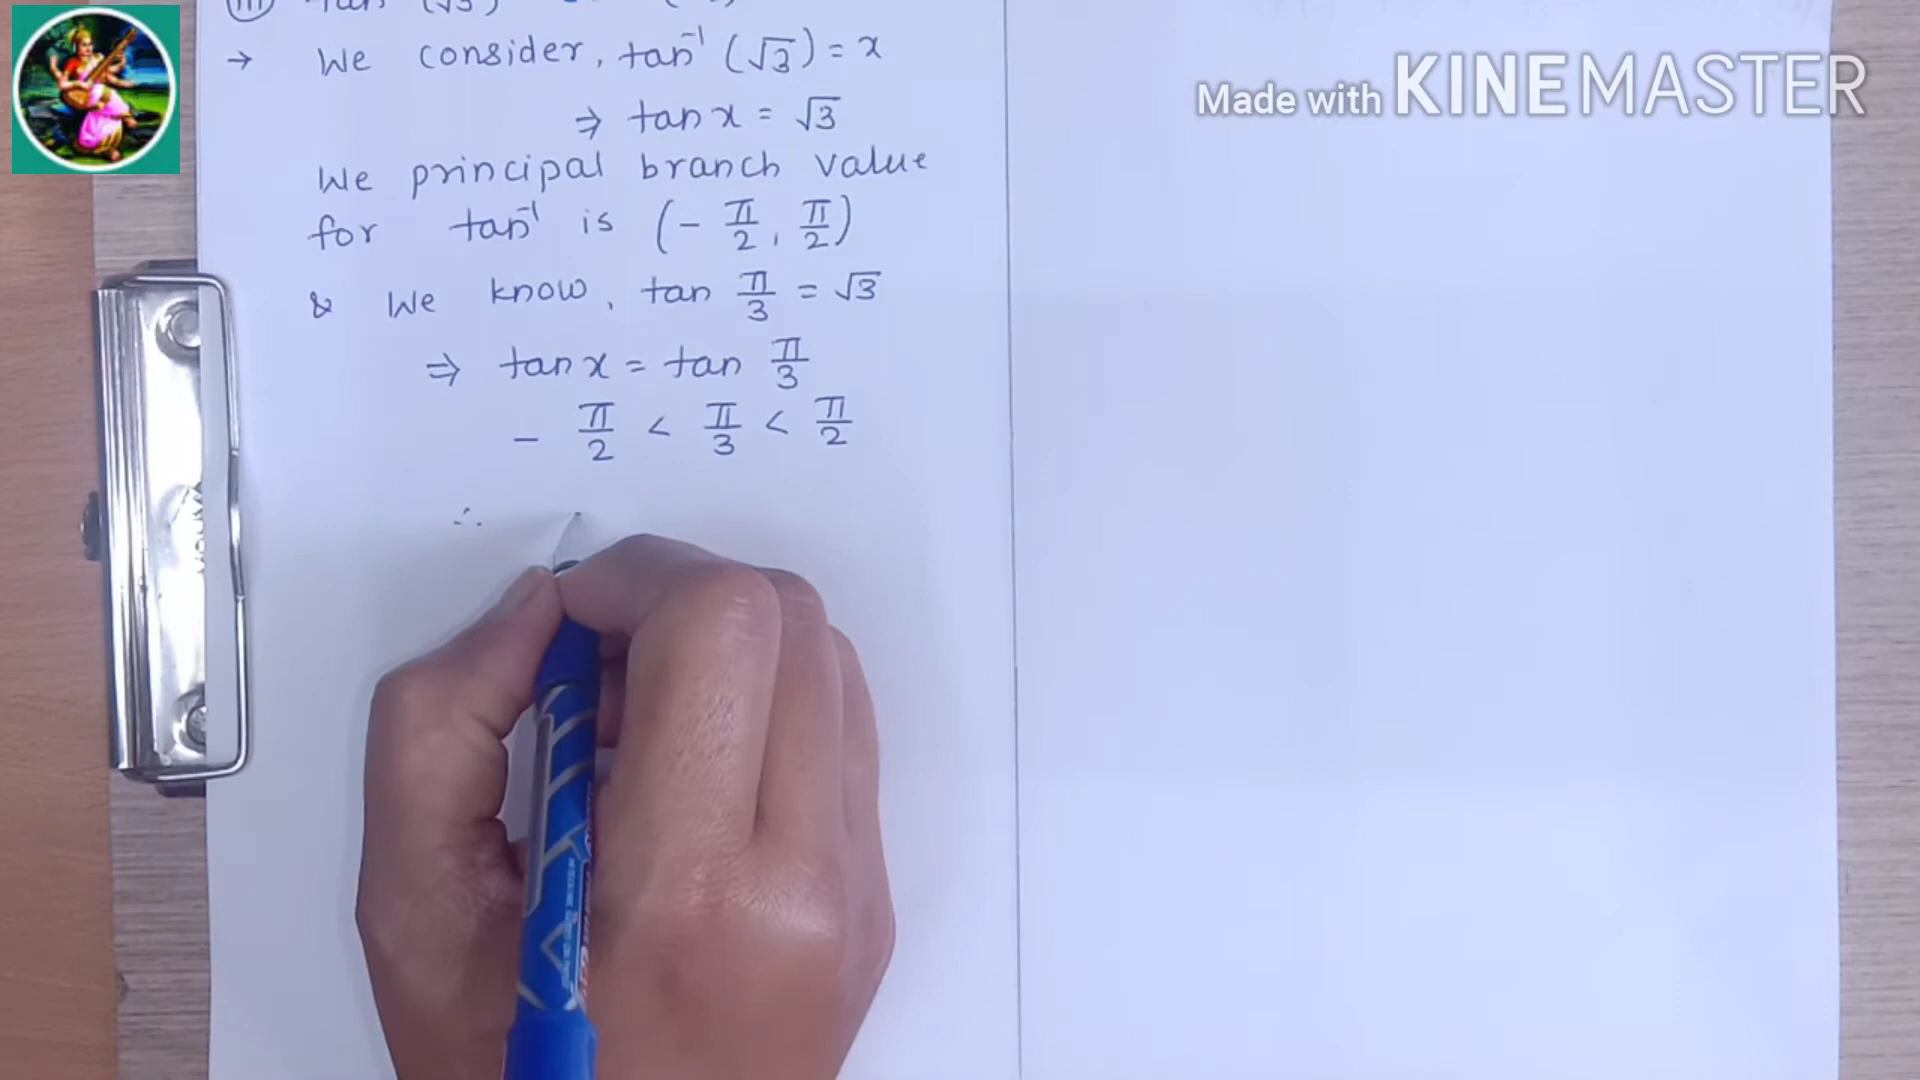 → We consider, tan⁻¹ (√3) = x
⇒ tan x = √3
We principal branch value
for tan⁻¹ is (- π/2, π/2)
& We know, tan π/3 = √3
⇒ tan x = tan π/3
- π/2 < π/3 < π/2
∴
Made with KINEMASTER